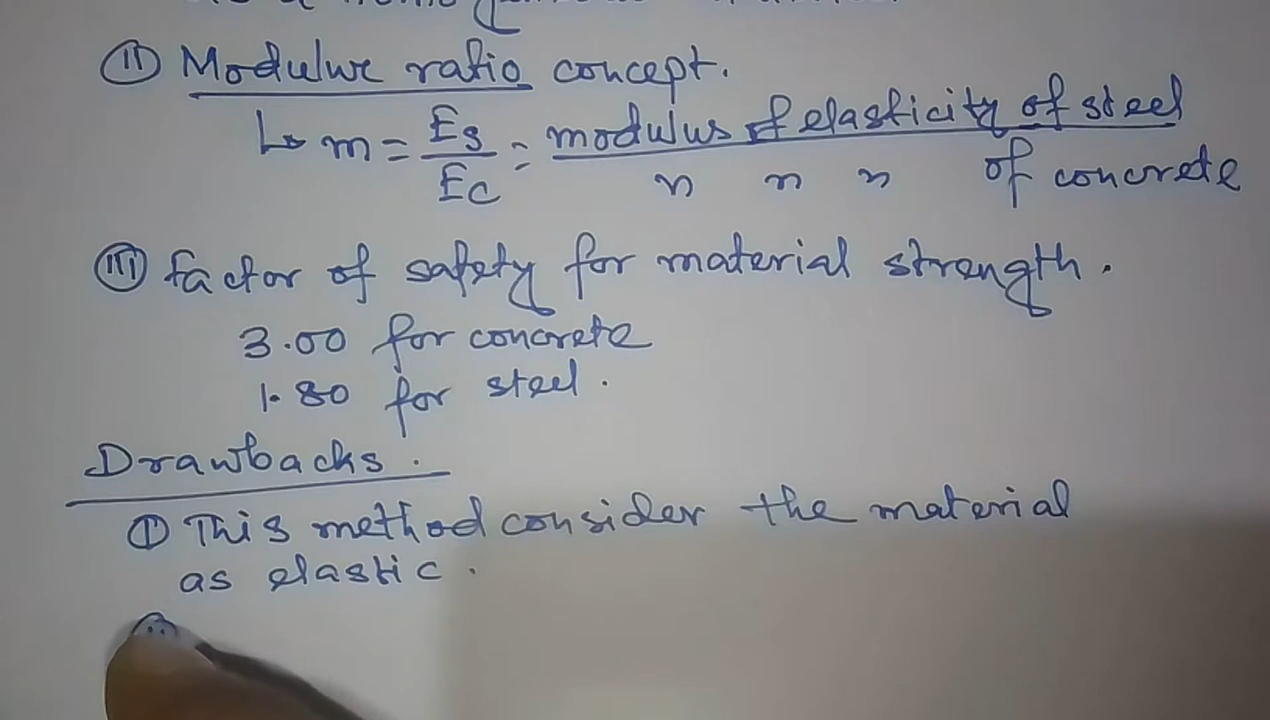 as a
(ii) Modulwe ratio concept.
↳ m = Es/Ec = modulus of elasticity of steel
" " " of concrete
(iii) factor of safety for material strength.
3.00 for concrete
1.80 for steel.
Drawbacks.
(i) This method consider the material
as elastic.